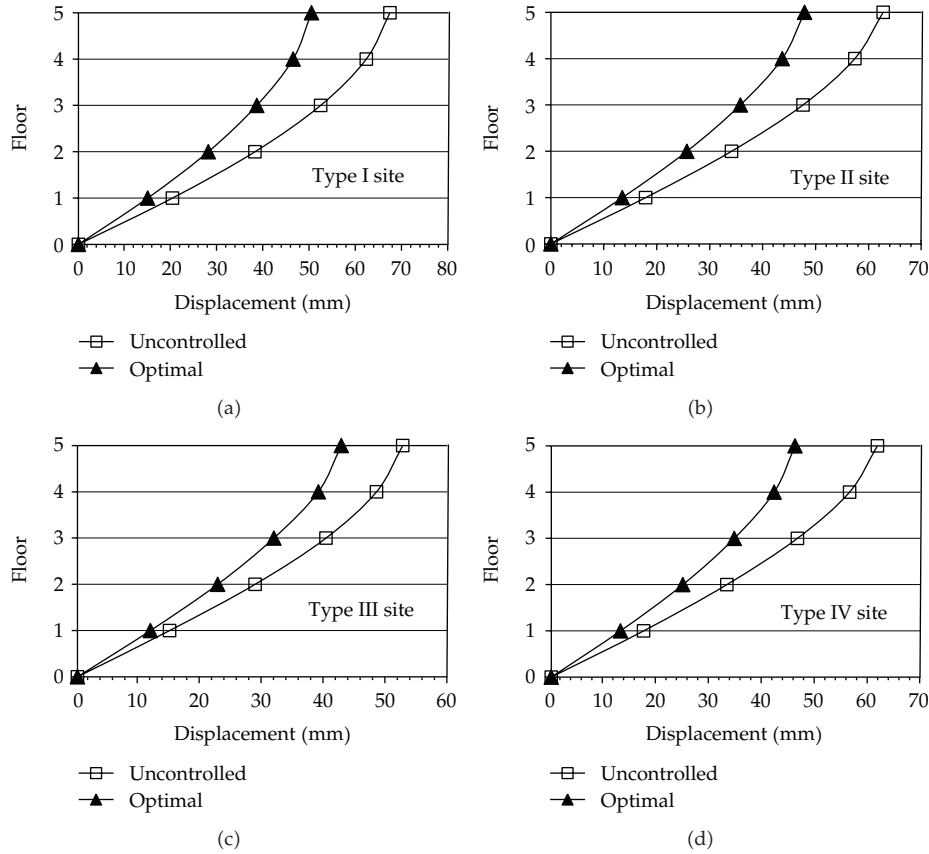 5
4
3
2
1
0
Floor
Type I site
0 10 20 30 40 50 60 70 80
Displacement (mm)
Uncontrolled
Optimal
(a)
5
4
3
2
1
0
Floor
Type II site
0 10 20 30 40 50 60 70
Displacement (mm)
Uncontrolled
Optimal
(b)
5
4
3
2
1
0
Floor
Type III site
0 10 20 30 40 50 60
Displacement (mm)
Uncontrolled
Optimal
(c)
5
4
3
2
1
0
Floor
Type IV site
0 10 20 30 40 50 60 70
Displacement (mm)
Uncontrolled
Optimal
(d)